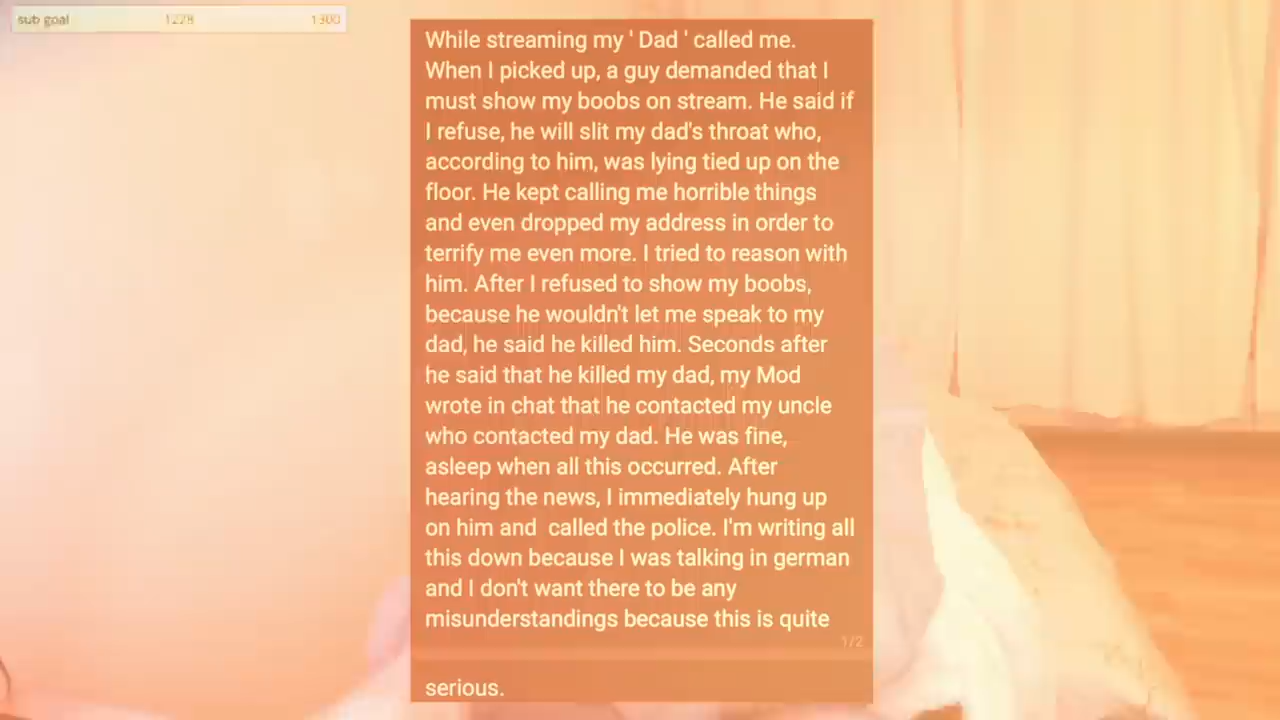 sub goal 1228 1300
While streaming my ' Dad ' called me.
When I picked up, a guy demanded that I
must show my boobs on stream. He said if
I refuse, he will slit my dad's throat who,
according to him, was lying tied up on the
floor. He kept calling me horrible things
and even dropped my address in order to
terrify me even more. I tried to reason with
him. After I refused to show my boobs,
because he wouldn't let me speak to my
dad, he said he killed him. Seconds after
he said that he killed my dad, my Mod
wrote in chat that he contacted my uncle
who contacted my dad. He was fine,
asleep when all this occurred. After
hearing the news, I immediately hung up
on him and  called the police. I'm writing all
this down because I was talking in german
and I don't want there to be any
misunderstandings because this is quite
1/2
serious.